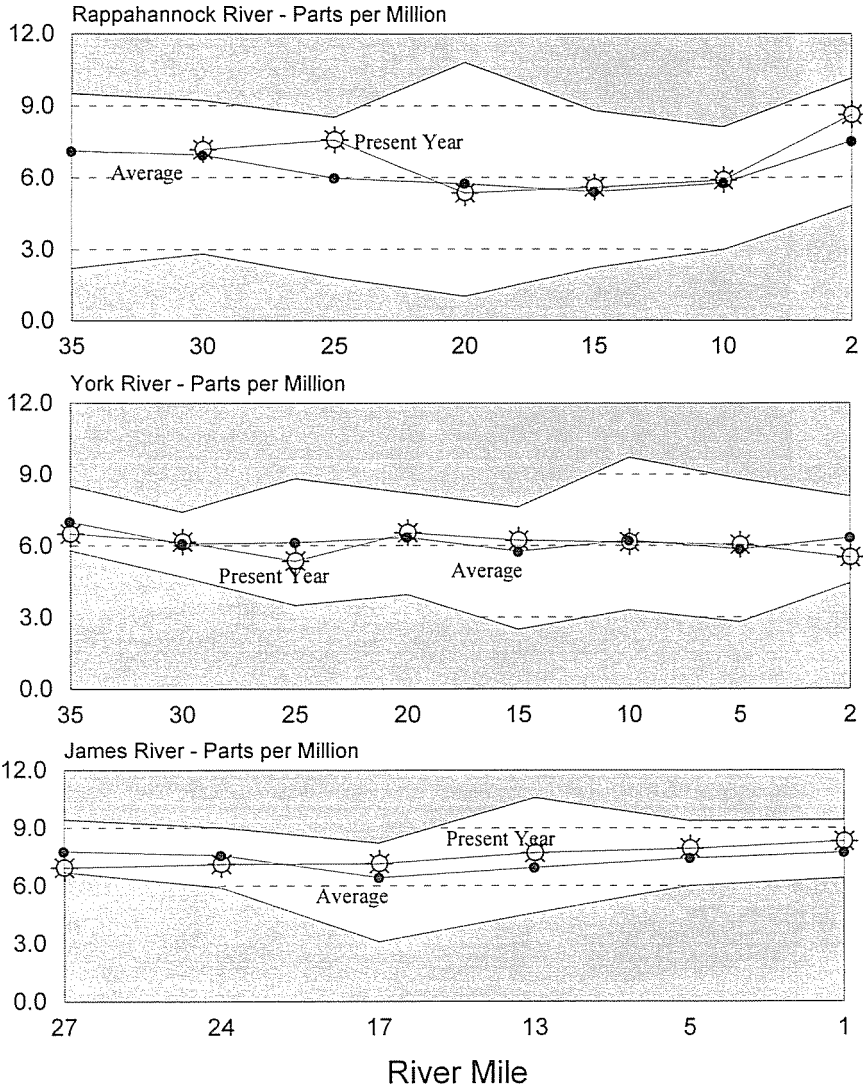 Rappahannock River - Parts per Million
12.0
9.0
Present Year
Average
6.0
3.0
0.0
35 30 25 20 15 10 2
York River - Parts per Million
12.0
9.0
6.0
Present Year Average
3.0
0.0
35 30 25 20 15 10 5 2
James River - Parts per Million
12.0
9.0
Present Year
6.0
Average
3.0
0.0
27 24 17 13 5 1
River Mile